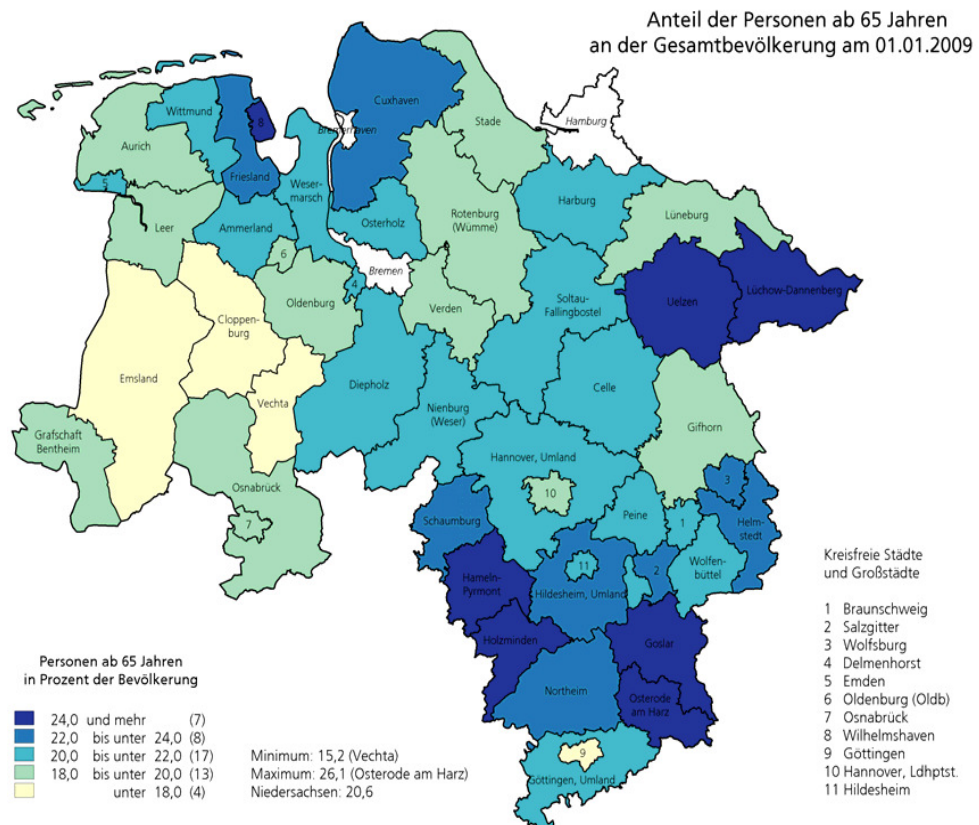 Anteil der Personen ab 65 Jahren
an der Gesamtbevölkerung am 01.01.2009
Cuxhaven
Hamburg
Wittmund
8
Bremerhaven
Stade
Aurich
Friesland
5
Weser-
marsch
Harburg
Lüneburg
Rotenburg
(Wümme)
Osterholz
Leer
Ammerland
6
Bremen
4
Oldenburg
Verden
Soltau-
Fallingbostel
Uelzen
Lüchow-Dannenberg
Cloppen-
burg
Emsland
Diepholz
Celle
Vechta
Nienburg
(Weser)
Gifhorn
Grafschaft
Bentheim
Hannover, Umland
Osnabrück
10
3
7
Schaumburg
Peine
1
Helm-
stedt
Wolfen-
büttel
11
2
Hameln-
Pyrmont
Hildesheim, Umland
Holzminden
Goslar
Northeim
Osterode
am Harz
9
Göttingen, Umland
Kreisfreie Städte
und Großstädte
1 Braunschweig
2 Salzgitter
3 Wolfsburg
4 Delmenhorst
5 Emden
6 Oldenburg (Oldb)
7 Osnabrück
8 Wilhelmshaven
9 Göttingen
10 Hannover, Ldhptst.
11 Hildesheim
Personen ab 65 Jahren
in Prozent der Bevölkerung
24,0 und mehr (7)
22,0 bis unter 24,0 (8)
20,0 bis unter 22,0 (17) Minimum: 15,2 (Vechta)
18,0 bis unter 20,0 (13) Maximum: 26,1 (Osterode am Harz)
unter 18,0 (4) Niedersachsen: 20,6